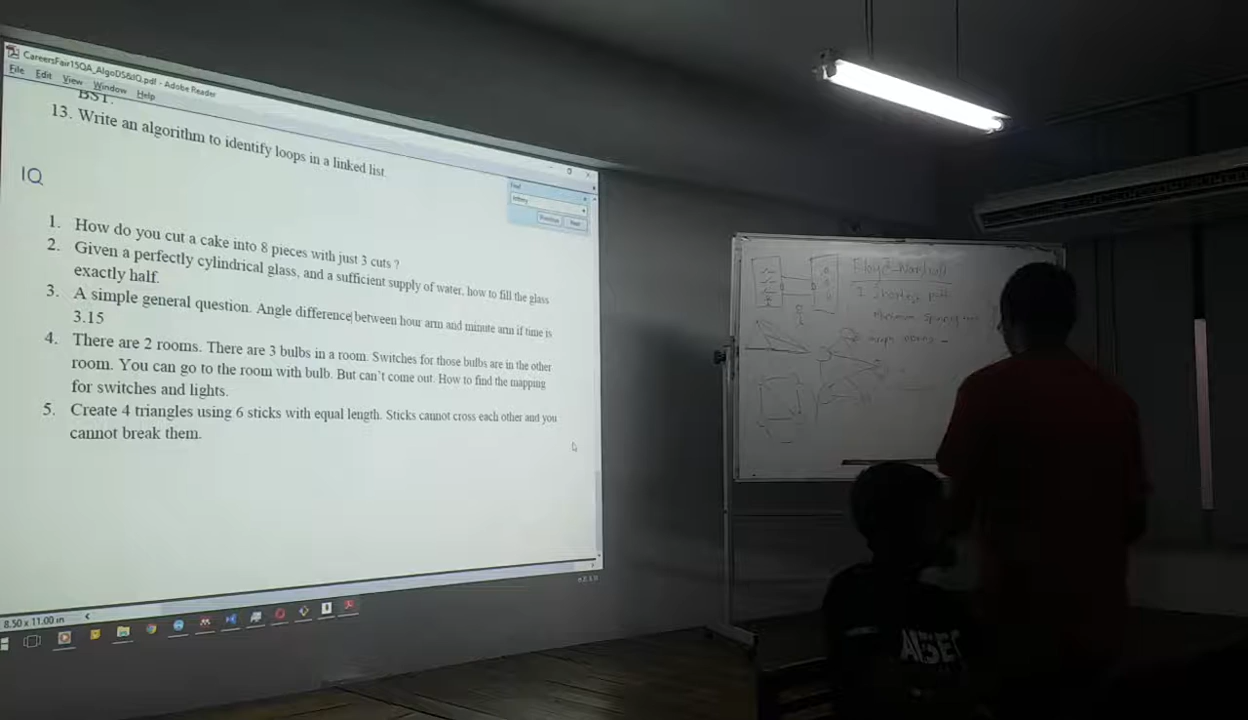 CareersFair15QA_AlgoDS&IQ.pdf - Adobe Reader
File Edit View Window Help
BST.
13. Write an algorithm to identify loops in a linked list.
IQ
Find
1. How do you cut a cake into 8 pieces with just 3 cuts ?
2. Given a perfectly cylindrical glass, and a sufficient supply of water, how to fill the glass
exactly half.
3. A simple general question. Angle difference between hour arm and minute arm if time is
3.15
4. There are 2 rooms. There are 3 bulbs in a room. Switches for those bulbs are in the other
room. You can go to the room with bulb. But can't come out. How to find the mapping
for switches and lights.
5. Create 4 triangles using 6 sticks with equal length. Sticks cannot cross each other and you
cannot break them.
8.50 x 11.00 in